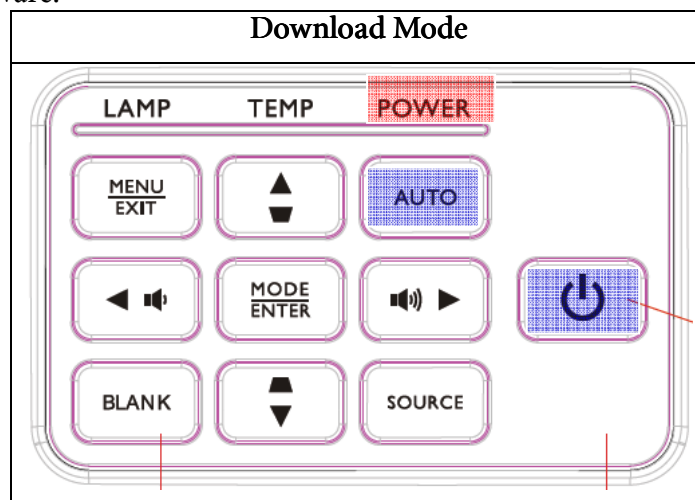 Download Mode
LAMP TEMP POWER
MENU
EXIT
AUTO
MODE
ENTER
BLANK
SOURCE